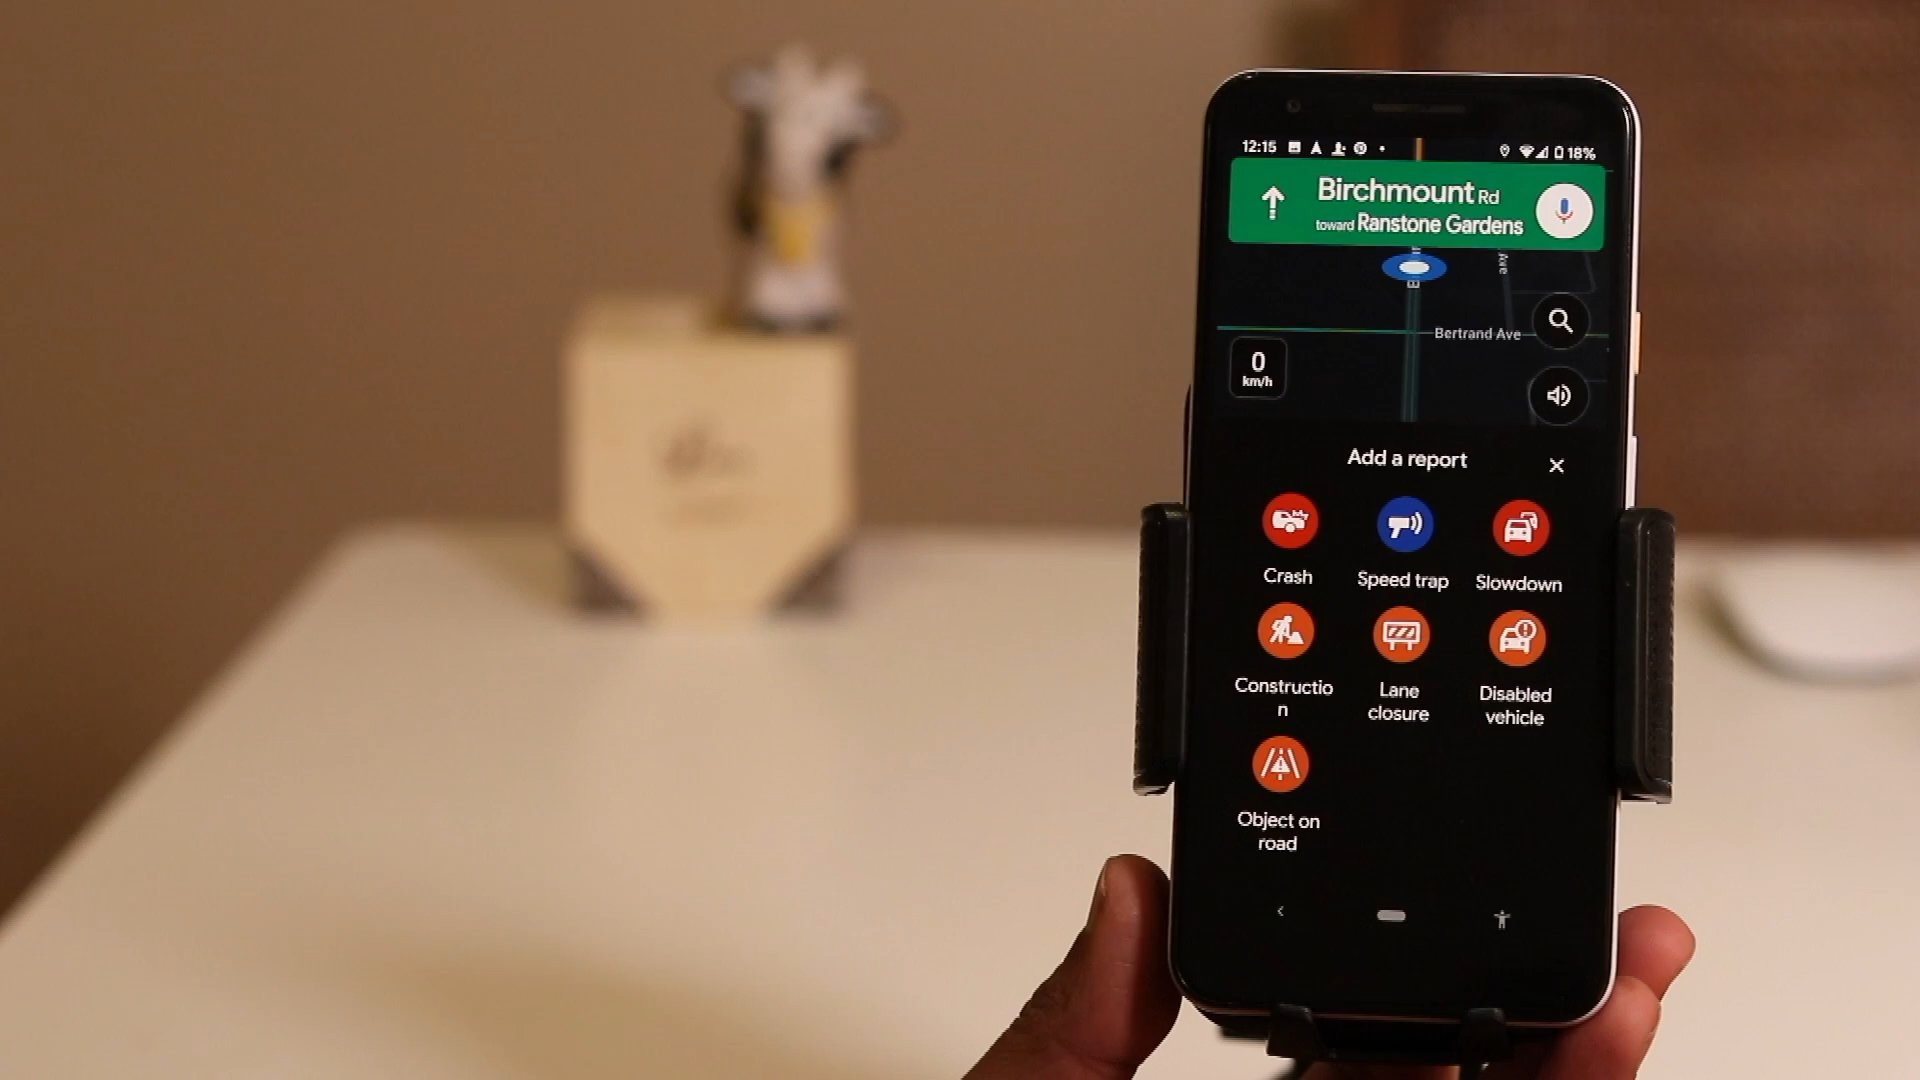 12:15
18%
Birchmount Rd
toward Ranstone Gardens
Ave
Bertrand Ave
0
km/h
Add a report
Crash
Speed trap
Slowdown
Constructio
n
Lane
closure
Disabled
vehicle
Object on
road